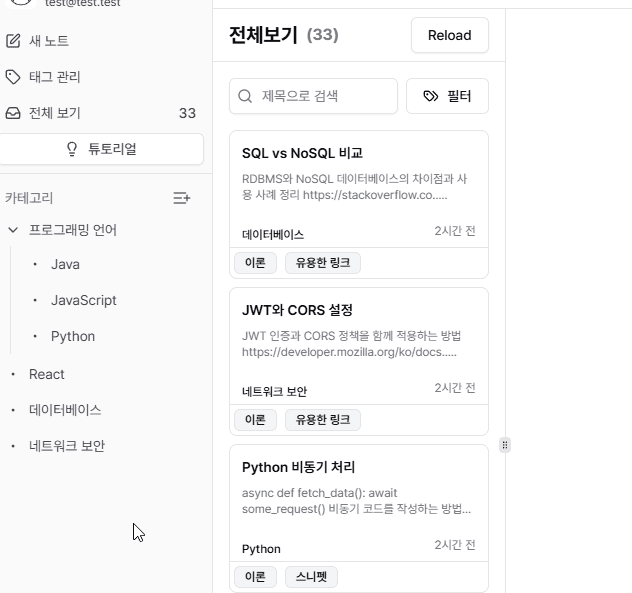 test@test.test
새 노트
태그 관리
전체 보기 33
튜토리얼
카테고리
프로그래밍 언어
Java
JavaScript
Python
React
데이터베이스
네트워크 보안
전체보기 (33)
Reload
제목으로 검색
필터
SQL vs NoSQL 비교
RDBMS와 NoSQL 데이터베이스의 차이점과 사
용 사례 정리 https://stackoverflow.co.....
데이터베이스 2시간 전
이론 유용한 링크
JWT와 CORS 설정
JWT 인증과 CORS 정책을 함께 적용하는 방법
https://developer.mozilla.org/ko/docs.....
네트워크 보안 2시간 전
이론 유용한 링크
Python 비동기 처리
async def fetch_data(): await
some_request() 비동기 코드를 작성하는 방법...
Python 2시간 전
이론 스니펫